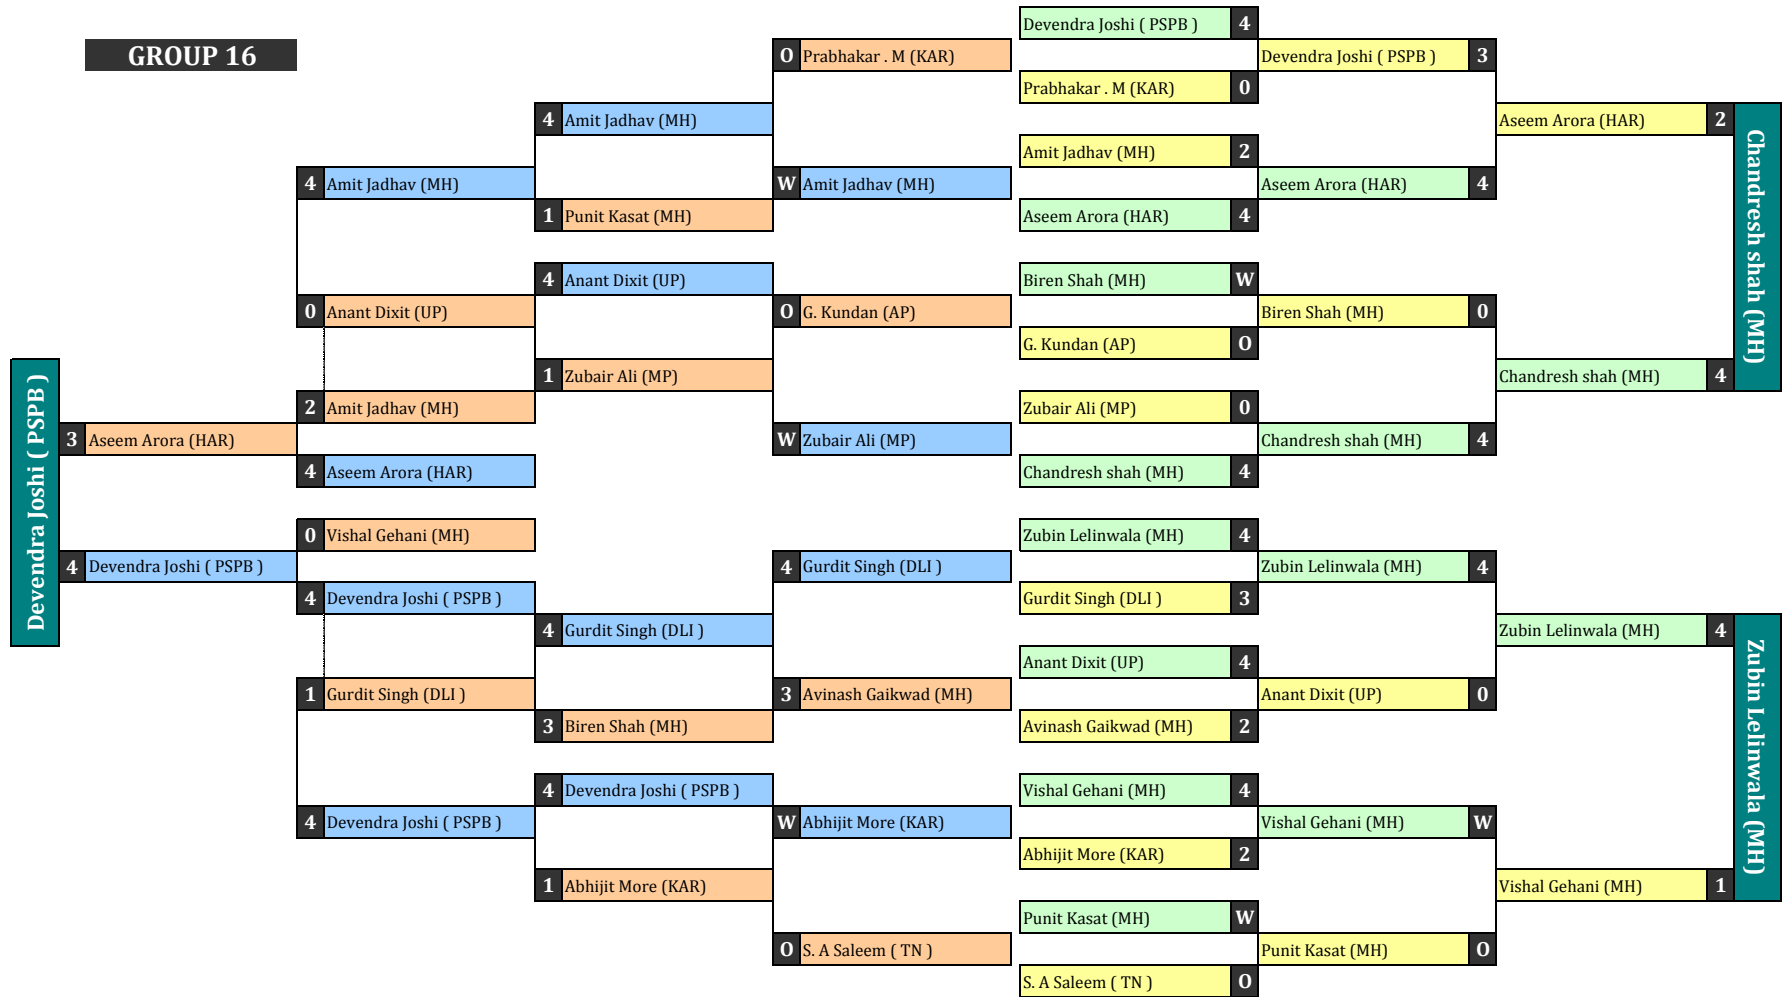 GROUP 16
Devendra Joshi ( PSPB ) 4
O Prabhakar . M (KAR)
Devendra Joshi ( PSPB ) 3
Prabhakar . M (KAR) 0
4 Amit Jadhav (MH)
Aseem Arora (HAR) 2
Amit Jadhav (MH) 2
4 Amit Jadhav (MH)
W Amit Jadhav (MH)
Aseem Arora (HAR) 4
1 Punit Kasat (MH)
Aseem Arora (HAR) 4
Chandresh shah (MH)
4 Anant Dixit (UP)
Biren Shah (MH) W
0 Anant Dixit (UP)
O G. Kundan (AP)
Biren Shah (MH) 0
G. Kundan (AP) O
1 Zubair Ali (MP)
Chandresh shah (MH) 4
2 Amit Jadhav (MH)
Zubair Ali (MP) 0
3 Aseem Arora (HAR)
W Zubair Ali (MP)
Chandresh shah (MH) 4
4 Aseem Arora (HAR)
Chandresh shah (MH) 4
Devendra Joshi ( PSPB )
0 Vishal Gehani (MH)
Zubin Lelinwala (MH) 4
4 Devendra Joshi ( PSPB )
4 Gurdit Singh (DLI )
Zubin Lelinwala (MH) 4
4 Devendra Joshi ( PSPB )
Gurdit Singh (DLI ) 3
4 Gurdit Singh (DLI )
Zubin Lelinwala (MH) 4
Anant Dixit (UP) 4
1 Gurdit Singh (DLI )
3 Avinash Gaikwad (MH)
Anant Dixit (UP) 0
3 Biren Shah (MH)
Avinash Gaikwad (MH) 2
Zubin Lelinwala (MH)
4 Devendra Joshi ( PSPB )
Vishal Gehani (MH) 4
4 Devendra Joshi ( PSPB )
W Abhijit More (KAR)
Vishal Gehani (MH) W
Abhijit More (KAR) 2
1 Abhijit More (KAR)
Vishal Gehani (MH) 1
Punit Kasat (MH) W
O S. A Saleem ( TN )
Punit Kasat (MH) O
S. A Saleem ( TN ) O